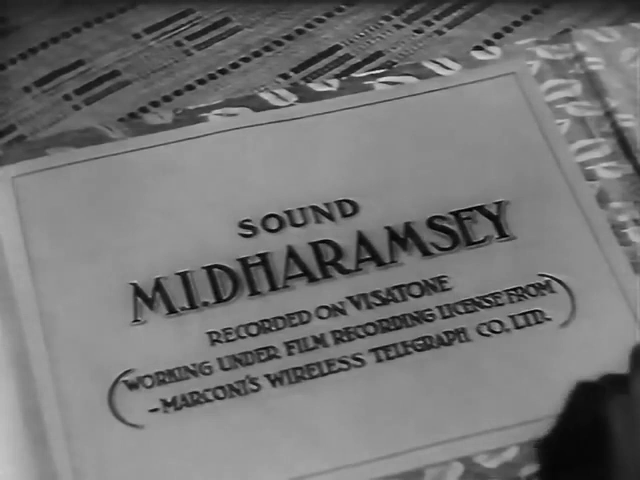 SOUND
M.I.DHARAMSEY
RECORDED ON VISATONE
(WORKING UNDER FILM RECORDING LICENSE FROM
-MARCONI'S WIRELESS TELEGRAPH CO., LTD.)